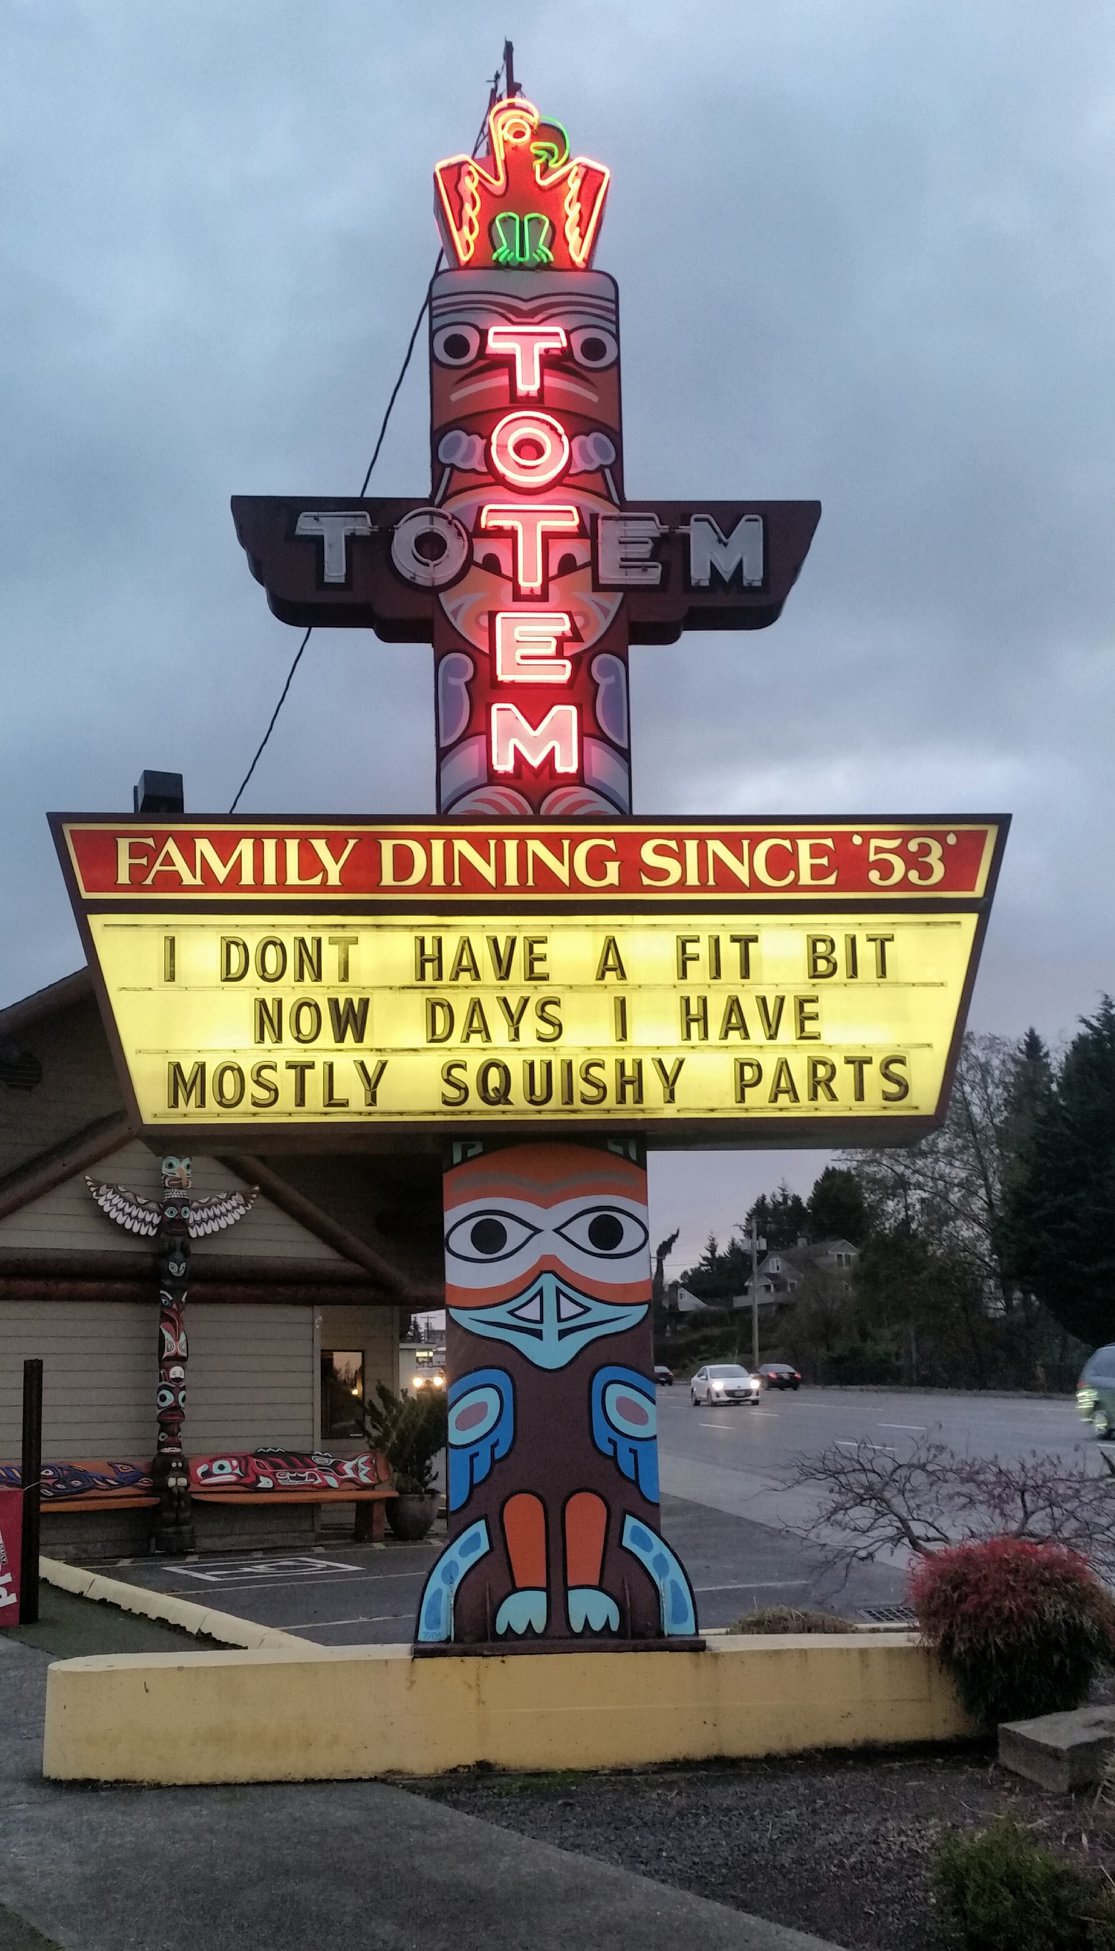 TOTEM
TOTEM
FAMILY DINING SINCE '53'
I DONT HAVE A FIT BIT
NOW DAYS I HAVE
MOSTLY SQUISHY PARTS